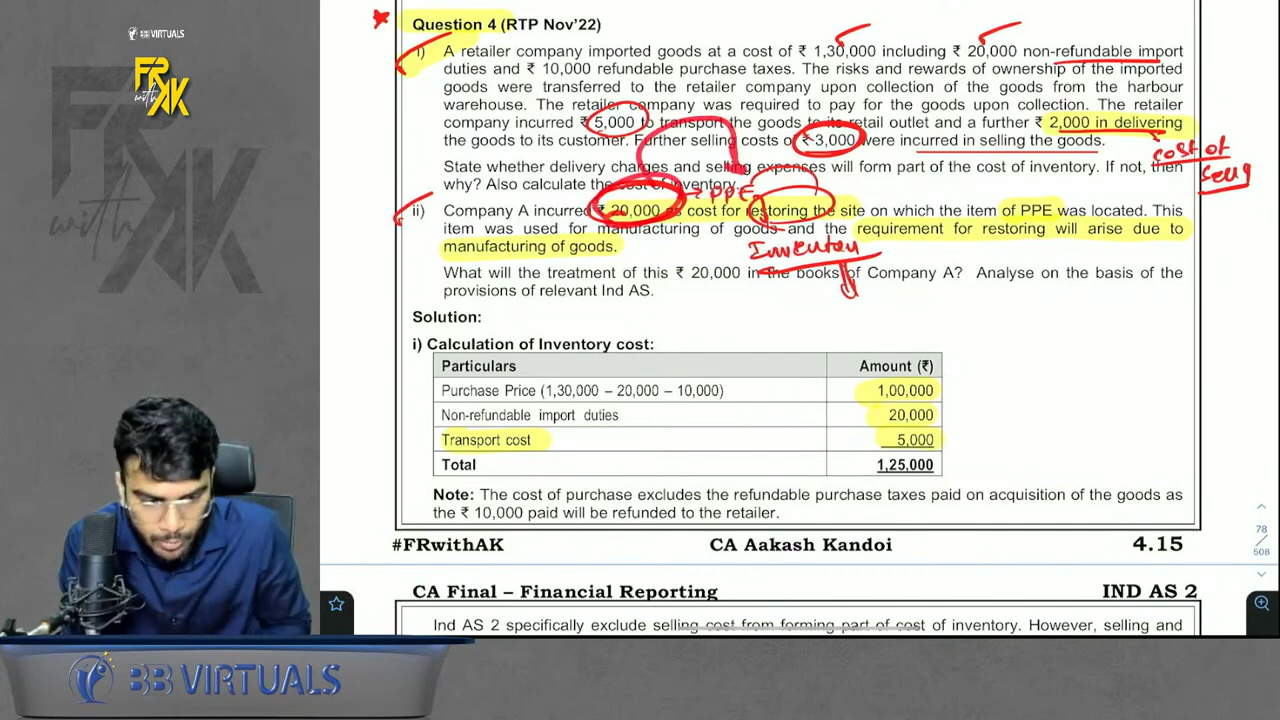 BB VIRTUALS
FR
with
AK
FR
with
AK
Question 4 (RTP Nov'22)
i) A retailer company imported goods at a cost of ₹ 1,30,000 including ₹ 20,000 non-refundable import
duties and ₹ 10,000 refundable purchase taxes. The risks and rewards of ownership of the imported
goods were transferred to the retailer company upon collection of the goods from the harbour
warehouse. The retailer company was required to pay for the goods upon collection. The retailer
company incurred ₹ 5,000 to transport the goods to its retail outlet and a further ₹ 2,000 in delivering
the goods to its customer. Further selling costs of ₹ 3,000 were incurred in selling the goods.
cost of
State whether delivery charges and selling expenses will form part of the cost of inventory. If not, then
why? Also calculate the cost of inventory.
PPE
ii) Company A incurred ₹ 20,000 as cost for restoring the site on which the item of PPE was located. This
item was used for manufacturing of goods and the requirement for restoring will arise due to
manufacturing of goods.
What will the treatment of this ₹ 20,000 in the books of Company A? Analyse on the basis of the
provisions of relevant Ind AS.
Solution:
i) Calculation of Inventory cost:
Particulars Amount (₹)
Purchase Price (1,30,000 – 20,000 – 10,000) 1,00,000
Non-refundable import duties 20,000
Transport cost 5,000
Total 1,25,000
Note: The cost of purchase excludes the refundable purchase taxes paid on acquisition of the goods as
the ₹ 10,000 paid will be refunded to the retailer.
#FRwithAK CA Aakash Kandoi 4.15
78
508
CA Final – Financial Reporting IND AS 2
Ind AS 2 specifically exclude selling cost from forming part of cost of inventory. However, selling and
BB VIRTUALS